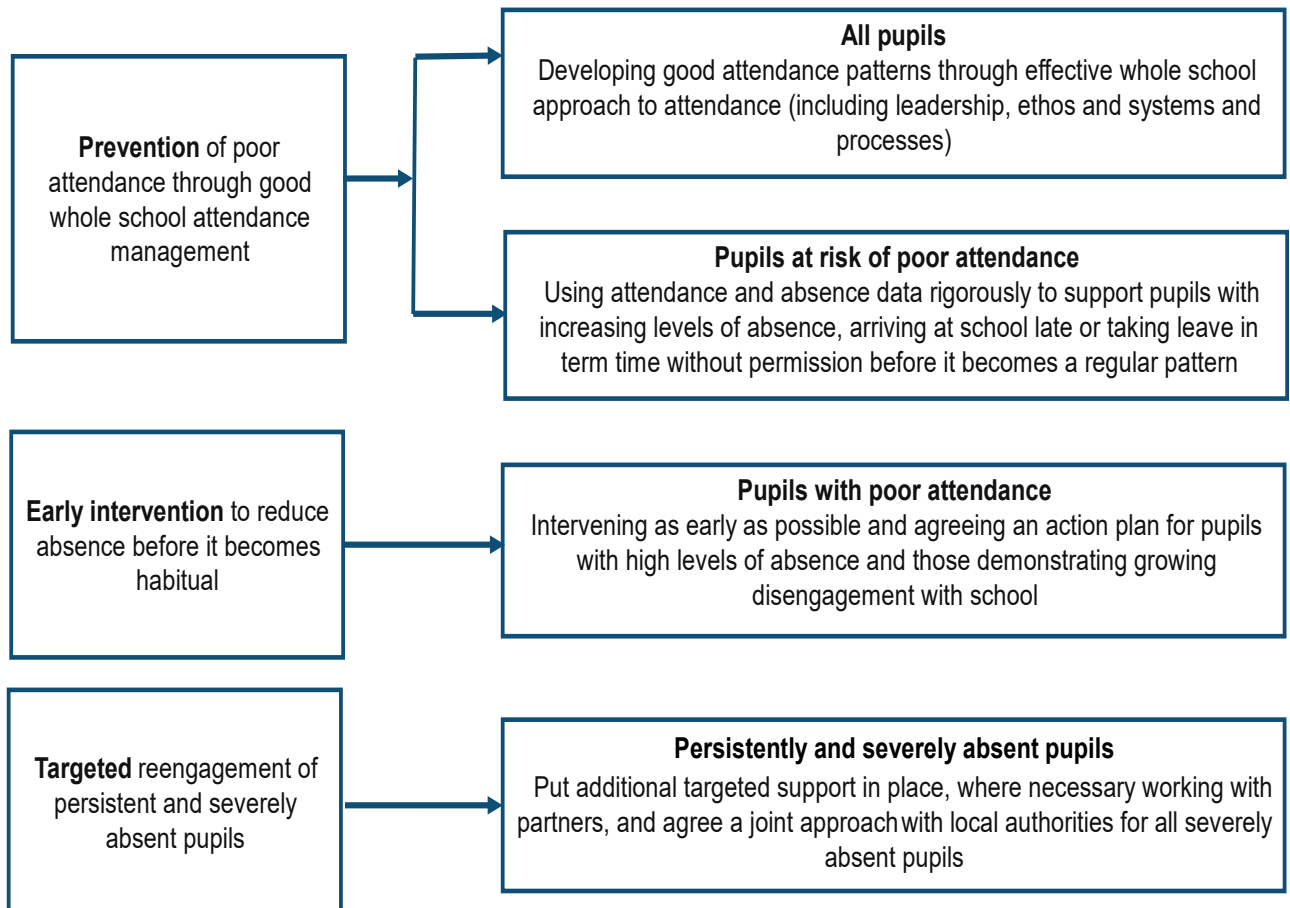 Prevention of poor
attendance through good
whole school attendance
management
All pupils
Developing good attendance patterns through effective whole school
approach to attendance (including leadership, ethos and systems and
processes)
Pupils at risk of poor attendance
Using attendance and absence data rigorously to support pupils with
increasing levels of absence, arriving at school late or taking leave in
term time without permission before it becomes a regular pattern
Early intervention to reduce
absence before it becomes
habitual
Pupils with poor attendance
Intervening as early as possible and agreeing an action plan for pupils
with high levels of absence and those demonstrating growing
disengagement with school
Targeted reengagement of
persistent and severely
absent pupils
Persistently and severely absent pupils
Put additional targeted support in place, where necessary working with
partners, and agree a joint approach with local authorities for all severely
absent pupils